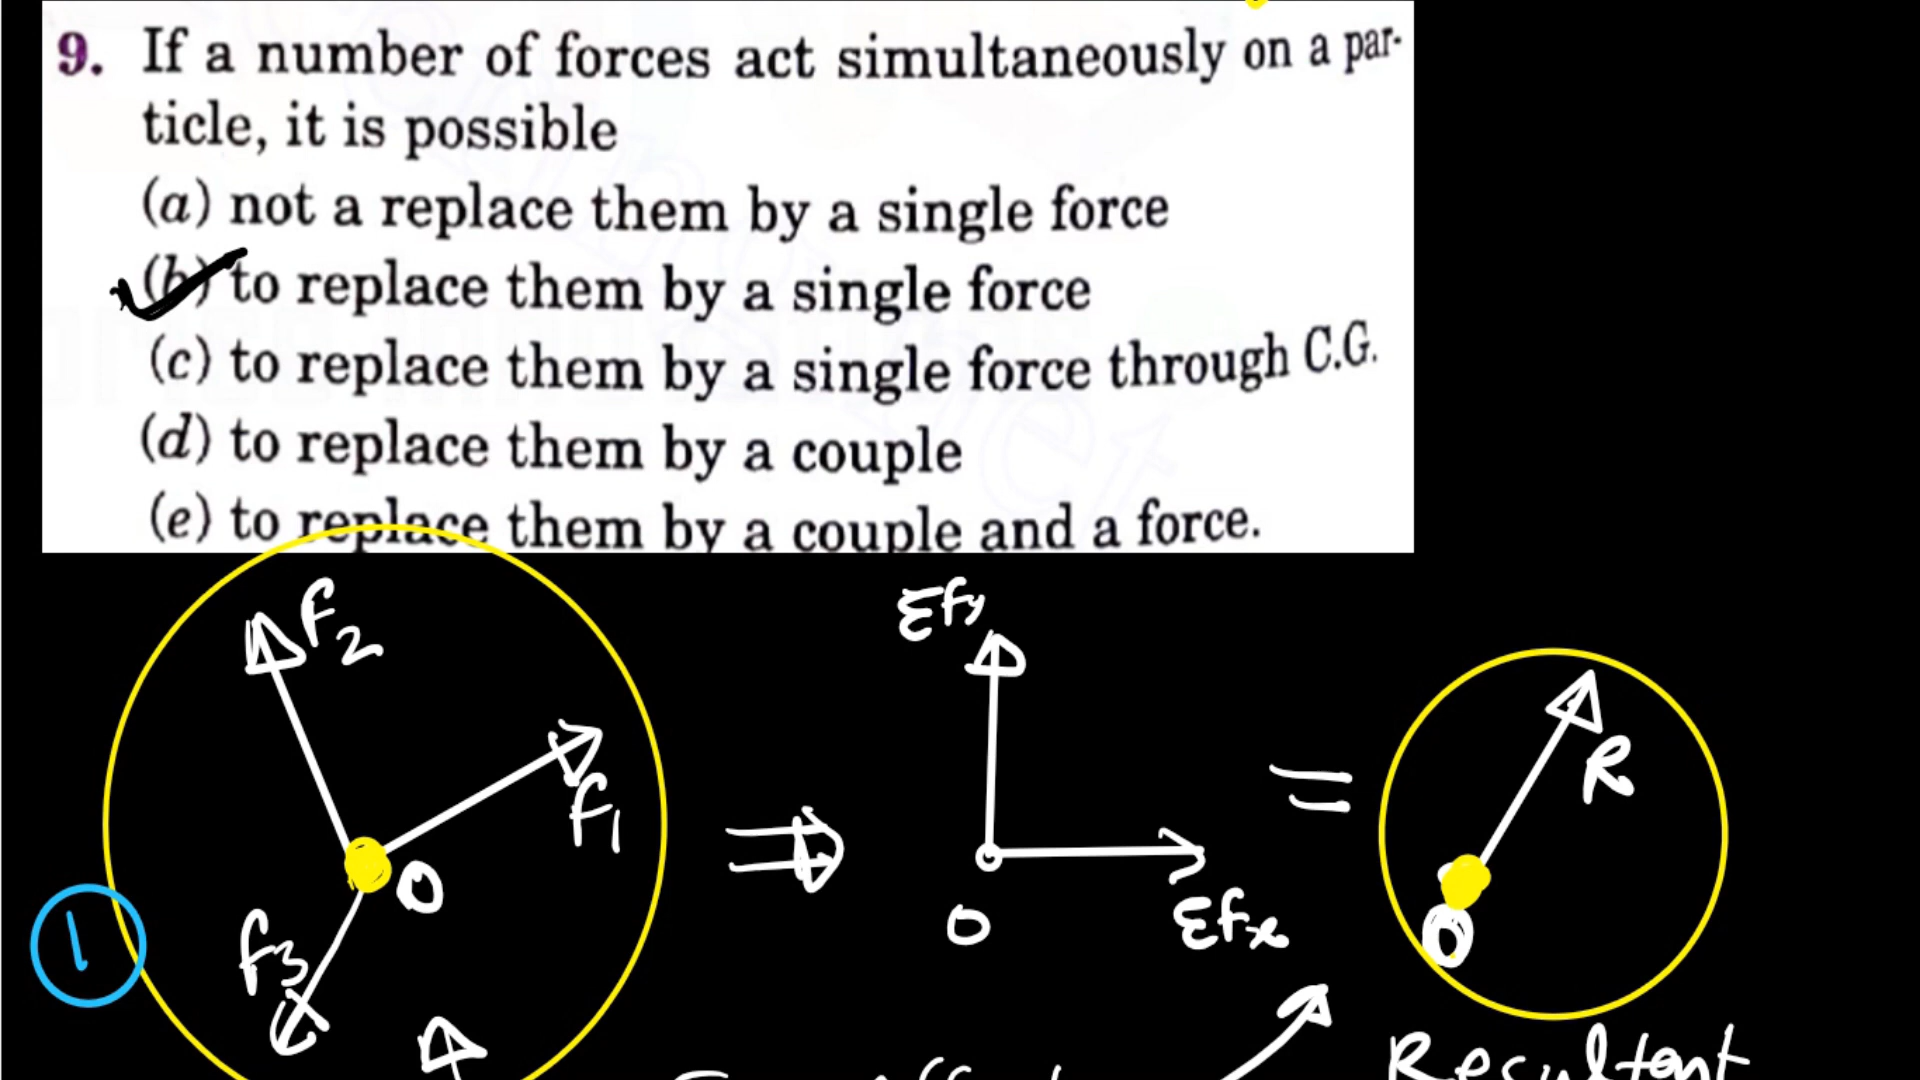 9. If a number of forces act simultaneously on a par-
ticle, it is possible
(a) not a replace them by a single force
(b) to replace them by a single force
(c) to replace them by a single force through C.G.
(d) to replace them by a couple
(e) to replace them by a couple and a force.
F2
F1
O
F3
1
ΣFy
O
ΣFx
=
R
O
Resultant